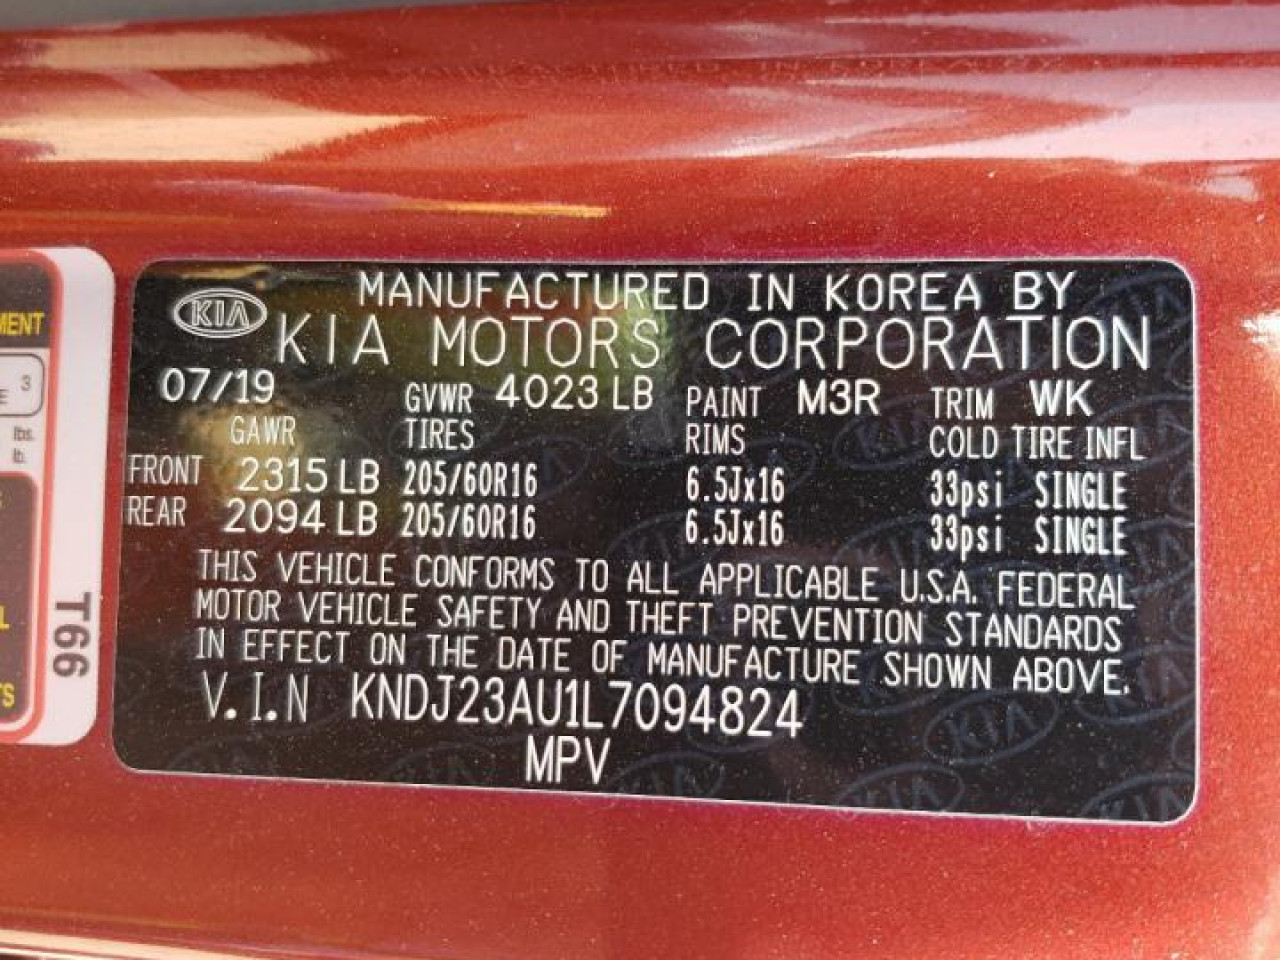 MENT
3
E
lbs.
lb.
L
TS
T66
KIA
MANUFACTURED IN KOREA BY
KIA MOTORS CORPORATION
07/19 GVWR 4023 LB PAINT M3R TRIM WK
GAWR TIRES RIMS COLD TIRE INFL
FRONT 2315 LB 205/60R16 6.5Jx16 33psi SINGLE
REAR 2094 LB 205/60R16 6.5Jx16 33psi SINGLE
THIS VEHICLE CONFORMS TO ALL APPLICABLE U.S.A. FEDERAL
MOTOR VEHICLE SAFETY AND THEFT PREVENTION STANDARDS
IN EFFECT ON THE DATE OF MANUFACTURE SHOWN ABOVE.
V.I.N KNDJ23AU1L7094824
MPV